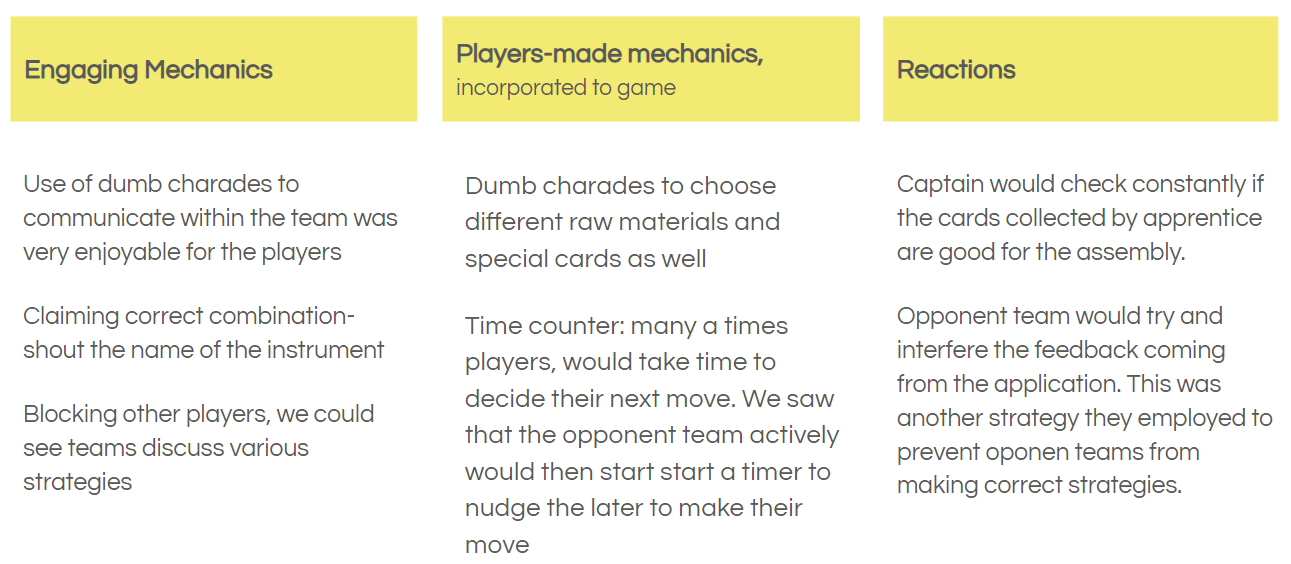 Engaging Mechanics
Use of dumb charades to
communicate within the team was
very enjoyable for the players
Claiming correct combination-
shout the name of the instrument
Blocking other players, we could
see teams discuss various
strategies
Players-made mechanics,
incorporated to game
Dumb charades to choose
different raw materials and
special cards as well
Time counter: many a times
players, would take time to
decide their next move. We saw
that the opponent team actively
would then start start a timer to
nudge the later to make their
move
Reactions
Captain would check constantly if
the cards collected by apprentice
are good for the assembly.
Opponent team would try and
interfere the feedback coming
from the application. This was
another strategy they employed to
prevent oponen teams from
making correct strategies.